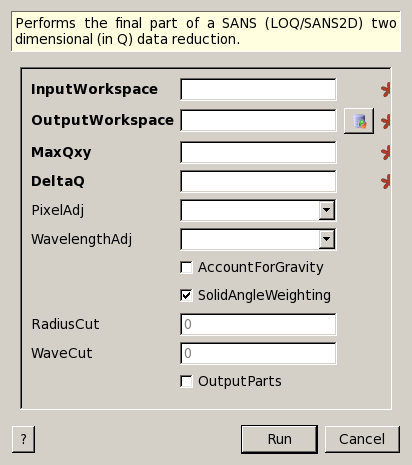 Performs the final part of a SANS (LOQ/SANS2D) two
dimensional (in Q) data reduction.
InputWorkspace
OutputWorkspace
MaxQxy
DeltaQ
PixelAdj
WavelengthAdj
AccountForGravity
SolidAngleWeighting
RadiusCut 0
WaveCut 0
OutputParts
? Run Cancel